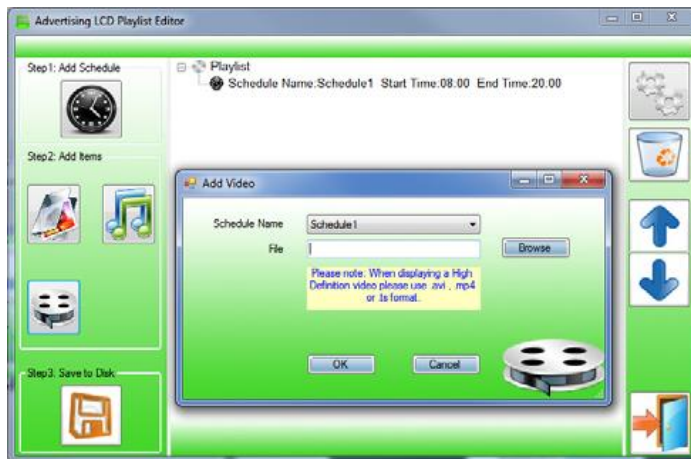 Advertising LCD Playlist Editor
Step1: Add Schedule
Playlist
Schedule Name:Schedule1 Start Time:08.00 End Time:20.00
Step2: Add Items
Add Video
Schedule Name
Schedule1
File
Browse
Please note: When displaying a High
Definition video please use .avi , .mp4
or .ts format.
OK
Cancel
Step3. Save to Disk